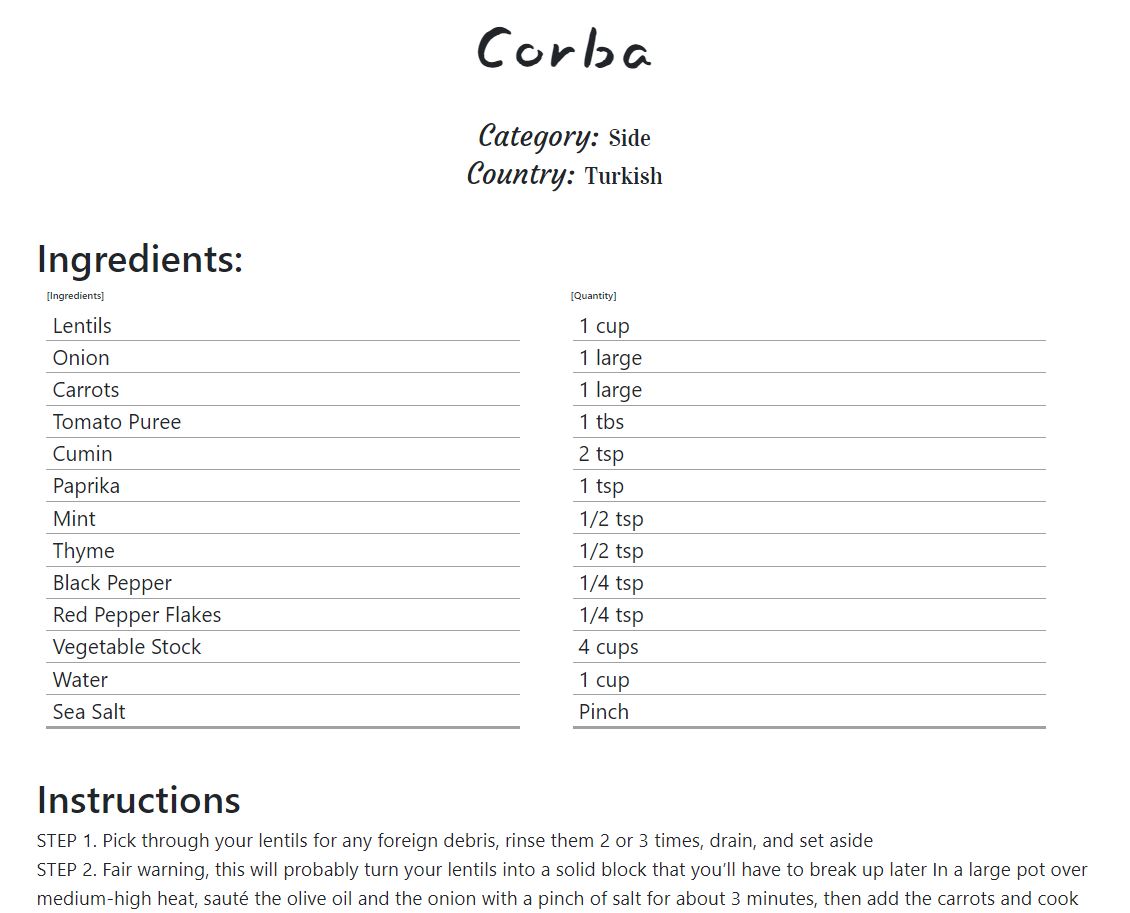 Corba
Category: Side
Country: Turkish
Ingredients:
[Ingredients] [Quantity]
Lentils 1 cup
Onion 1 large
Carrots 1 large
Tomato Puree 1 tbs
Cumin 2 tsp
Paprika 1 tsp
Mint 1/2 tsp
Thyme 1/2 tsp
Black Pepper 1/4 tsp
Red Pepper Flakes 1/4 tsp
Vegetable Stock 4 cups
Water 1 cup
Sea Salt Pinch
Instructions
STEP 1. Pick through your lentils for any foreign debris, rinse them 2 or 3 times, drain, and set aside
STEP 2. Fair warning, this will probably turn your lentils into a solid block that you’ll have to break up later In a large pot over
medium-high heat, sauté the olive oil and the onion with a pinch of salt for about 3 minutes, then add the carrots and cook